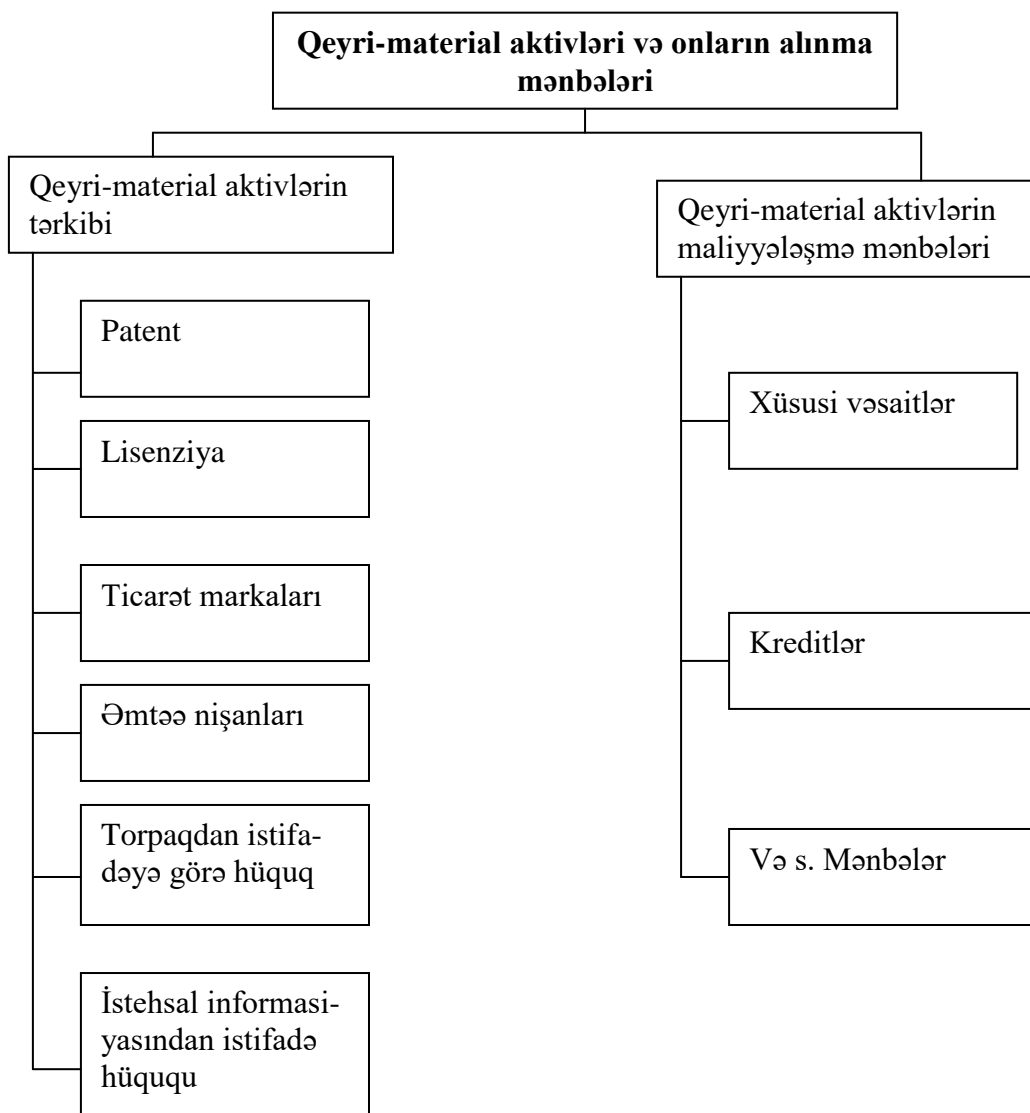 Qeyri-material aktivləri və onların alınma
mənbələri
Qeyri-material aktivlərin
tərkibi
Patent
Lisenziya
Ticarət markaları
Əmtəə nişanları
Torpaqdan istifa-
dəyə görə hüquq
İstehsal informasi-
yasından istifadə
hüququ
Qeyri-material aktivlərin
maliyyələşmə mənbələri
Xüsusi vəsaitlər
Kreditlər
Və s. Mənbələr